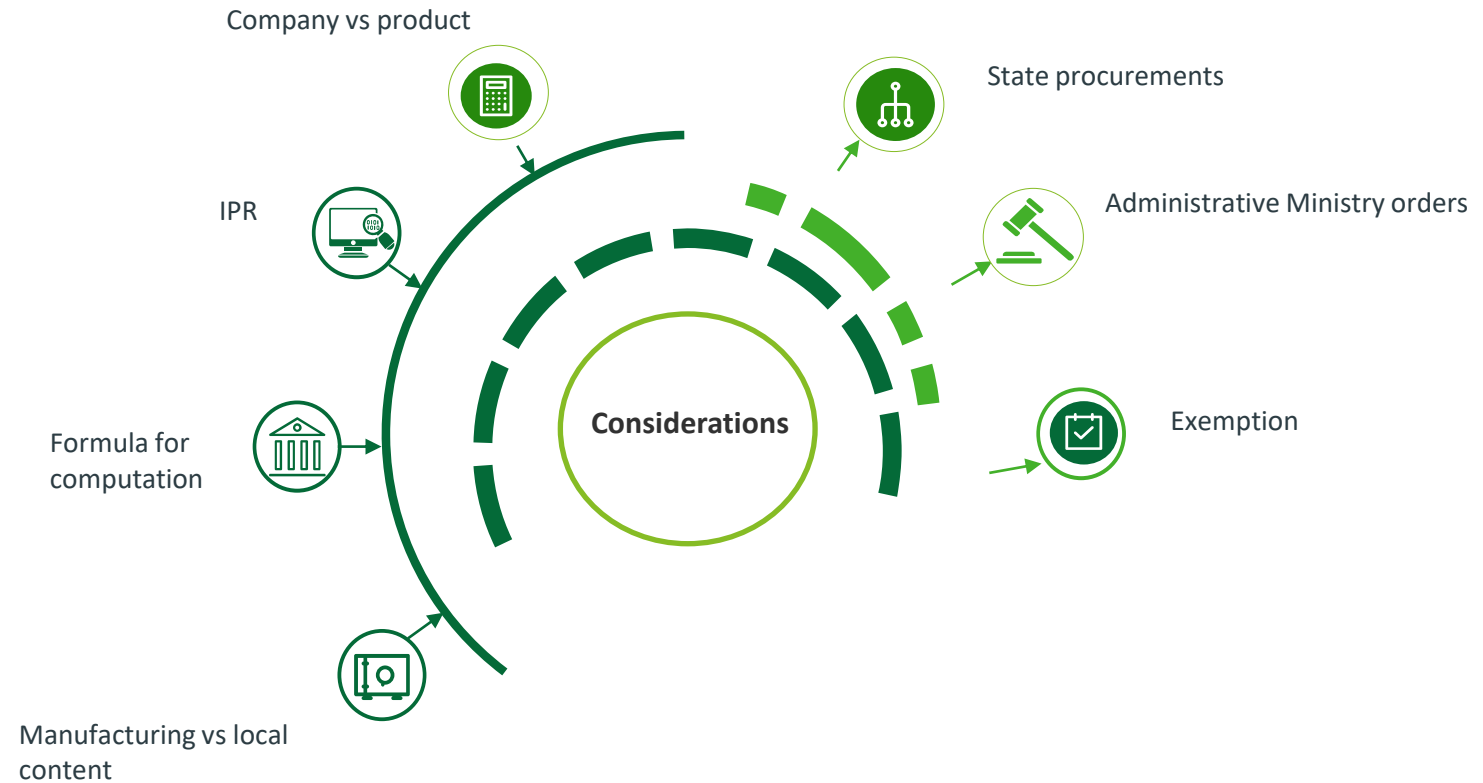 Company vs product
State procurements
IPR
Administrative Ministry orders
Considerations
Exemption
Formula for
computation
Manufacturing vs local
content